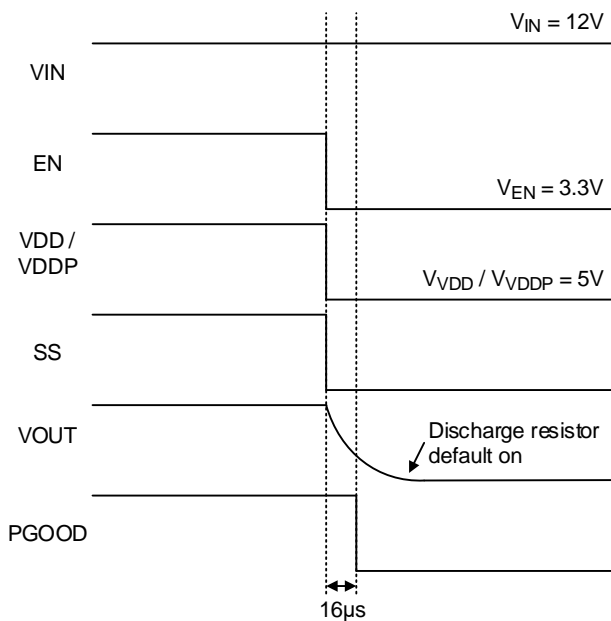 V_IN = 12V
VIN
EN
V_EN = 3.3V
VDD /
VDDP
V_VDD / V_VDDP = 5V
SS
VOUT
Discharge resistor
default on
PGOOD
16µs